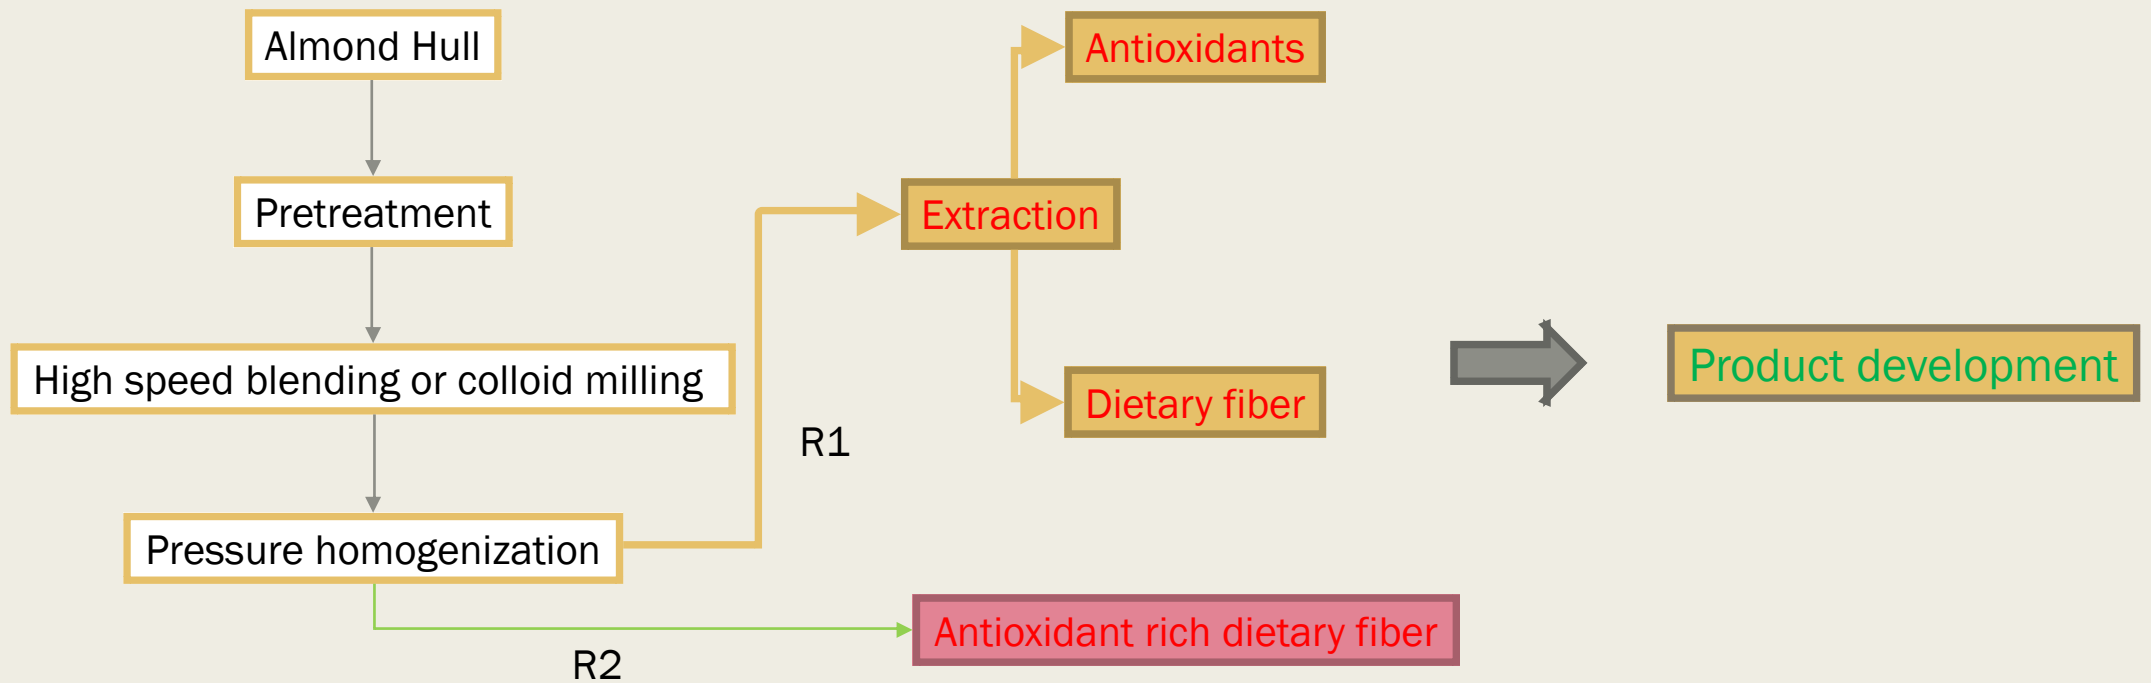 Almond Hull
Pretreatment
High speed blending or colloid milling
Pressure homogenization
R1
R2
Extraction
Antioxidants
Dietary fiber
Antioxidant rich dietary fiber
Product development